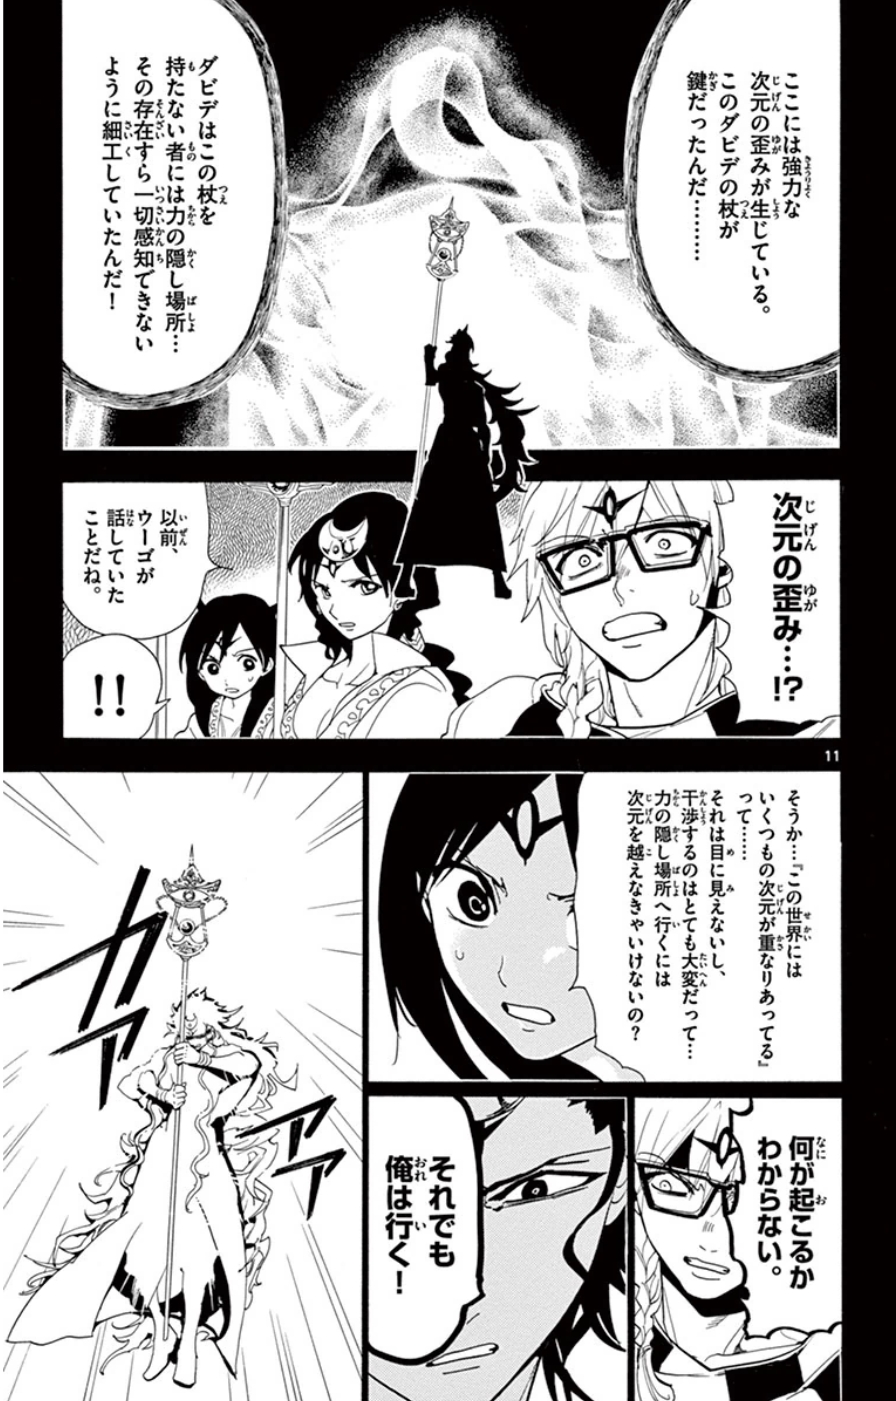 ここには強力な
次元の歪みが生じている。
このダビデの杖が
鍵だったんだ………
ダビデはこの杖を
持たない者には力の隠し場所…
その存在すら一切感知できない
ように細工していたんだ！
次元の歪み…!?
以前、
ウーゴが
話していた
ことだね。
!!
11
そうか…『この世界には
いくつもの次元が重なりあってる』
って……
それは目に見えないし、
干渉するのはとても大変だって…
力の隠し場所へ行くには
次元を越えなきゃいけないの？
何が起こるか
わからない。
それでも
俺は行く！
カァァァ